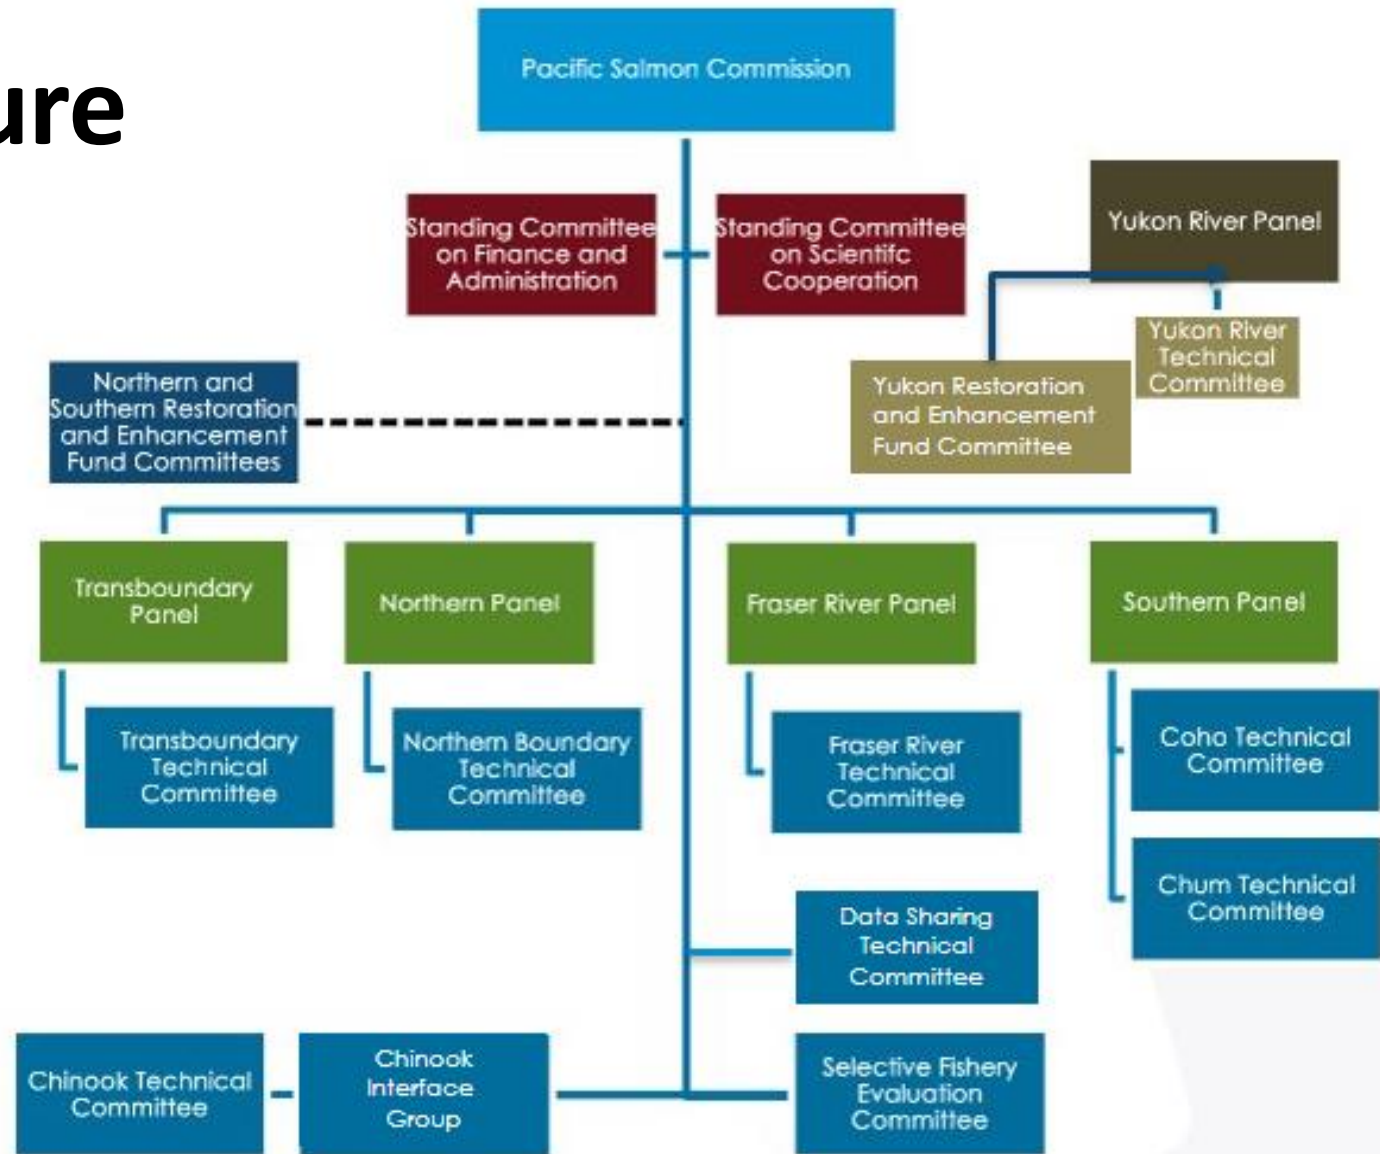 ure
Pacific Salmon Commission
Standing Committee
on Finance and
Administration
Standing Committee
on Scientifc
Cooperation
Yukon River Panel
Yukon River
Technical
Committee
Yukon Restoration
and Enhancement
Fund Committee
Northern and
Southern Restoration
and Enhancement
Fund Committees
Transboundary
Panel
Northern Panel
Fraser River Panel
Southern Panel
Transboundary
Technical
Committee
Northern Boundary
Technical
Committee
Fraser River
Technical
Committee
Coho Technical
Committee
Chum Technical
Committee
Data Sharing
Technical
Committee
Chinook Technical
Committee
Chinook
Interface
Group
Selective Fishery
Evaluation
Committee